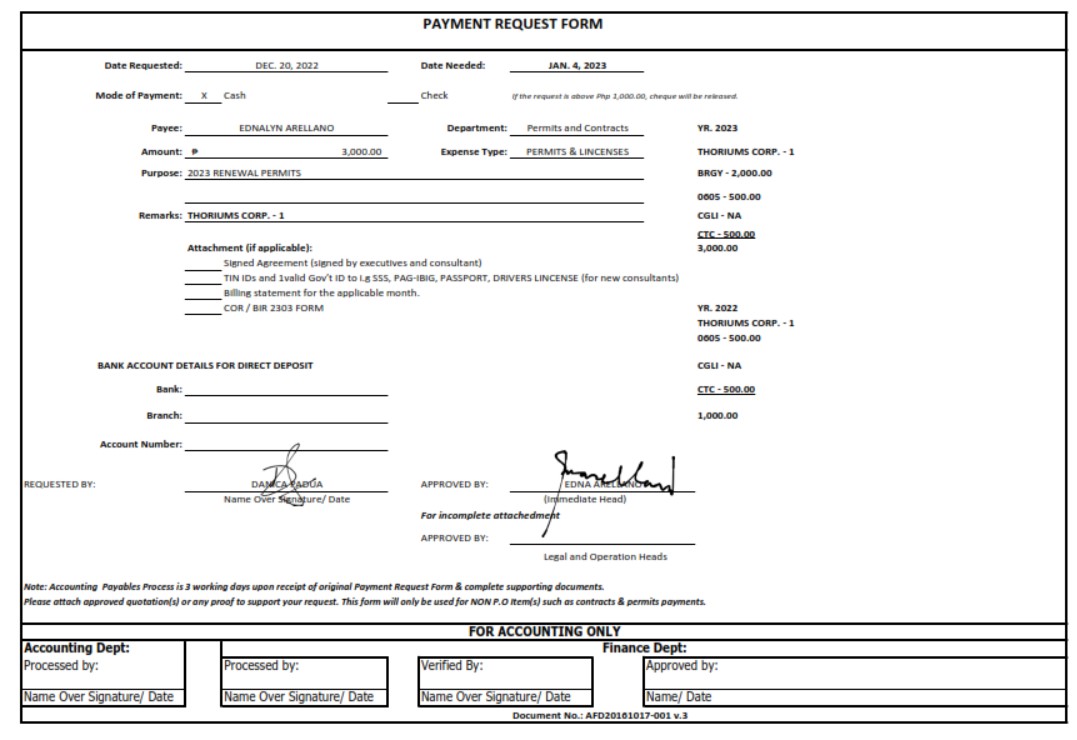 PAYMENT REQUEST FORM
Date Requested: DEC. 20, 2022 Date Needed: JAN. 4, 2023
Mode of Payment: X Cash Check If the request is above Php 1,000.00, cheque will be released.
Payee: EDNALYN ARELLANO Department: Permits and Contracts YR. 2023
Amount: ₱ 3,000.00 Expense Type: PERMITS & LINCENSES THORIUMS CORP. - 1
Purpose: 2023 RENEWAL PERMITS BRGY - 2,000.00
0605 - 500.00
Remarks: THORIUMS CORP. - 1 CGLI - NA
CTC - 500.00
Attachment (if applicable): 3,000.00
Signed Agreement (signed by executives and consultant)
TIN IDs and 1valid Gov't ID to i.g SSS, PAG-IBIG, PASSPORT, DRIVERS LINCENSE (for new consultants)
Billing statement for the applicable month.
COR / BIR 2303 FORM YR. 2022
THORIUMS CORP. - 1
0605 - 500.00
BANK ACCOUNT DETAILS FOR DIRECT DEPOSIT CGLI - NA
Bank: CTC - 500.00
Branch: 1,000.00
Account Number:
REQUESTED BY: DANICA PADUA APPROVED BY: EDNA ARELLANO
Name Over Signature/ Date (Immediate Head)
For incomplete attachedment
APPROVED BY:
Legal and Operation Heads
Note: Accounting Payables Process is 3 working days upon receipt of original Payment Request Form & complete supporting documents.
Please attach approved quotation(s) or any proof to support your request. This form will only be used for NON P.O Item(s) such as contracts & permits payments.
FOR ACCOUNTING ONLY
Accounting Dept: Finance Dept:
Processed by: Processed by: Verified By: Approved by:
Name Over Signature/ Date Name Over Signature/ Date Name Over Signature/ Date Name/ Date
Document No.: AFD20161017-001 v.3